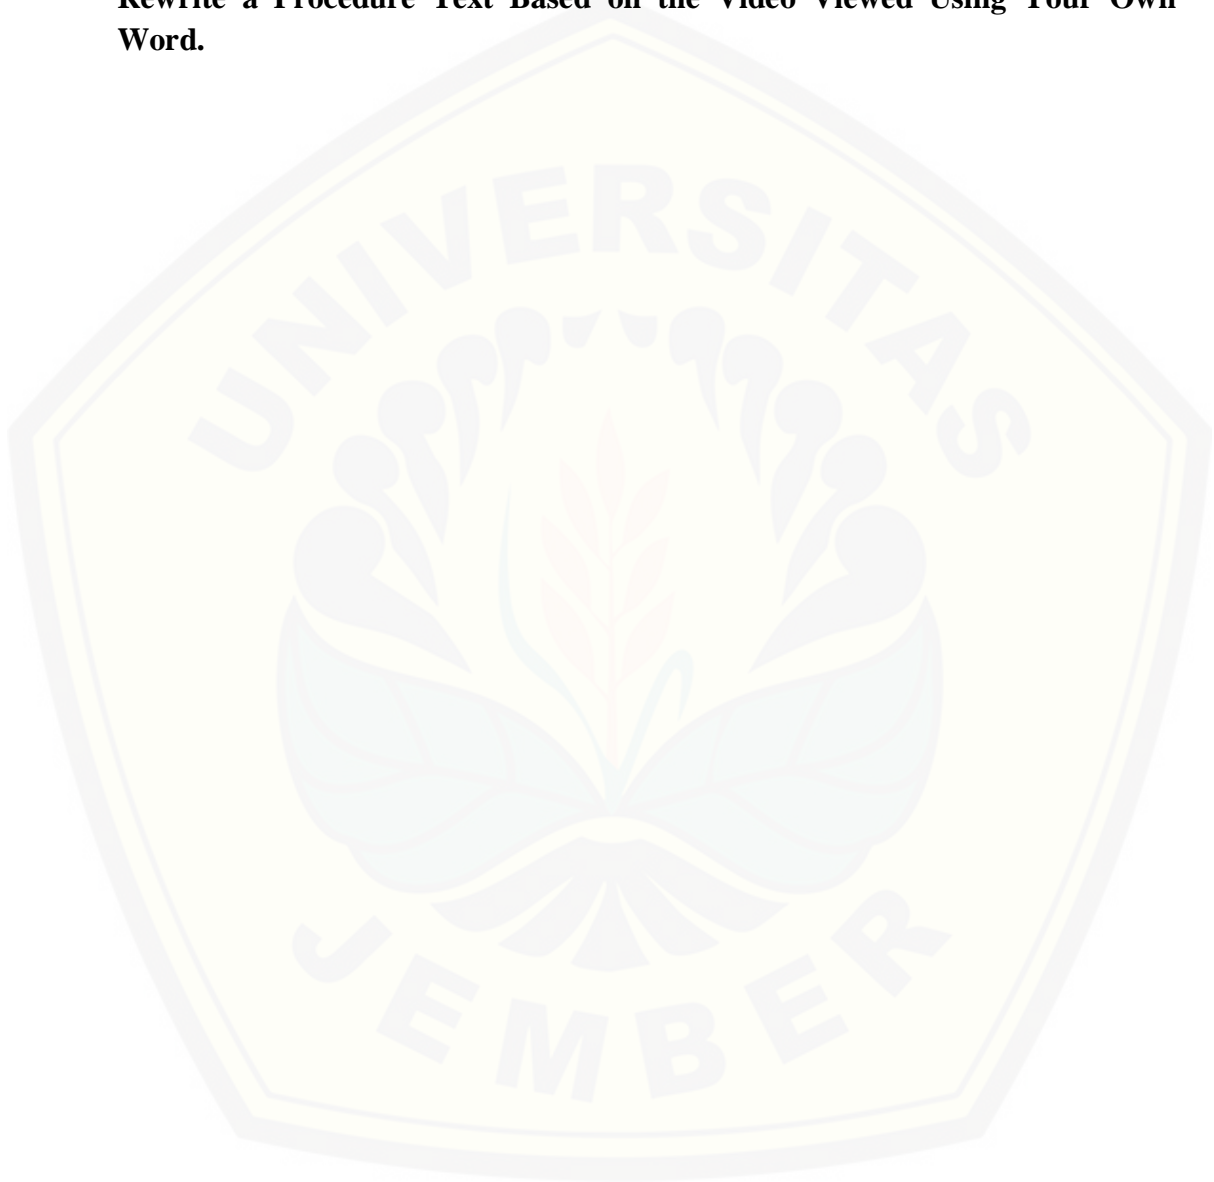 Rewrite a Procedure Text Based on the Video Viewed Using Your Own
Word.
UNIVERSITAS
JEMBER